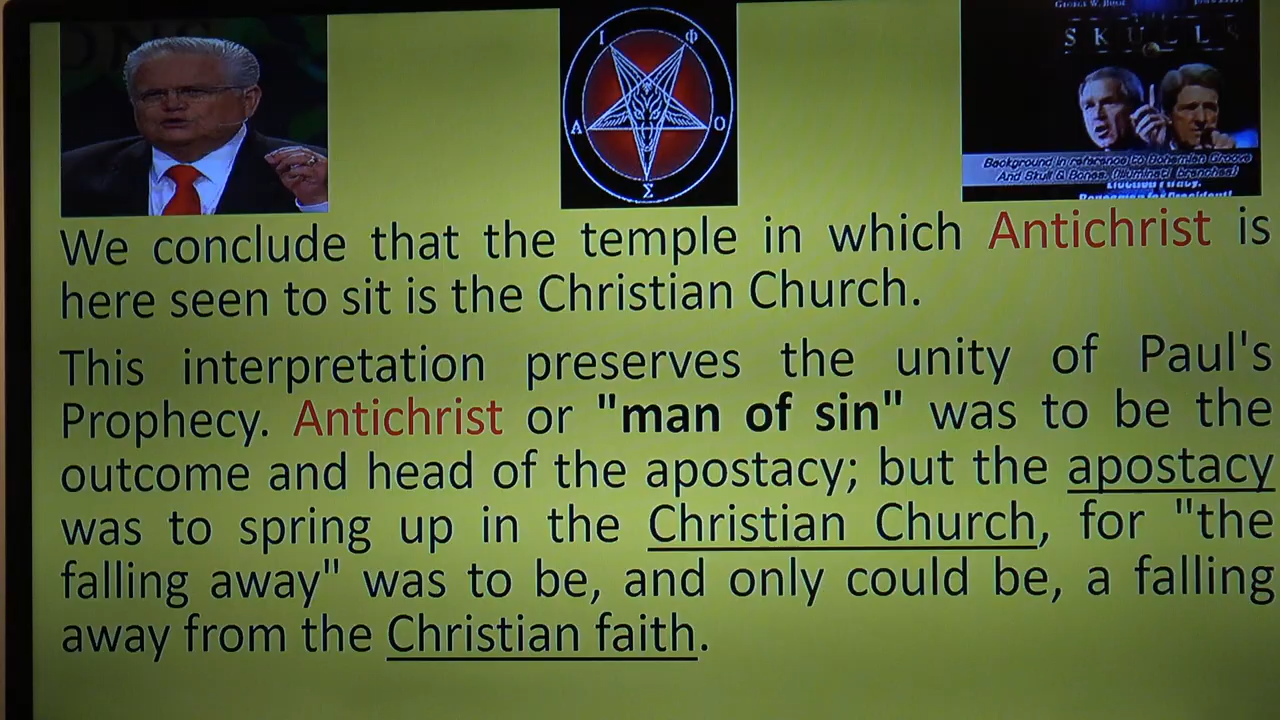 GEORGE W. BUSH
SKULLS
I Φ
A O
Σ
Background in reference to Bohemian Groove
And Skull & Bones. (Illuminati branches)
We conclude that the temple in which Antichrist is
here seen to sit is the Christian Church.
This interpretation preserves the unity of Paul's
Prophecy. Antichrist or "man of sin" was to be the
outcome and head of the apostacy; but the apostacy
was to spring up in the Christian Church, for "the
falling away" was to be, and only could be, a falling
away from the Christian faith.